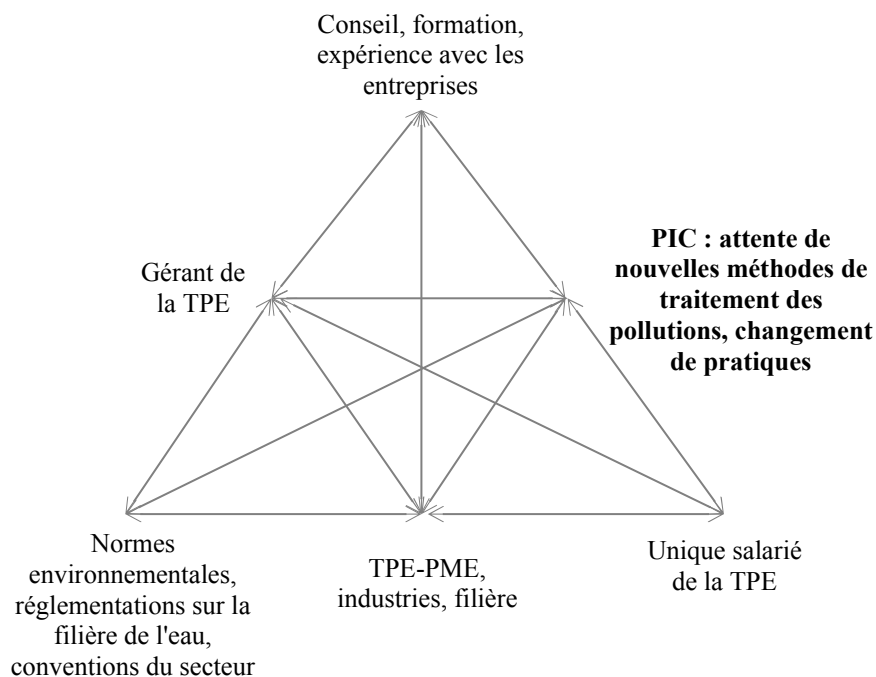 Conseil, formation,
expérience avec les
entreprises
Gérant de
la TPE
PIC : attente de
nouvelles méthodes de
traitement des
pollutions, changement
de pratiques
Normes
environnementales,
réglementations sur la
filière de l'eau,
conventions du secteur
TPE-PME,
industries, filière
Unique salarié
de la TPE